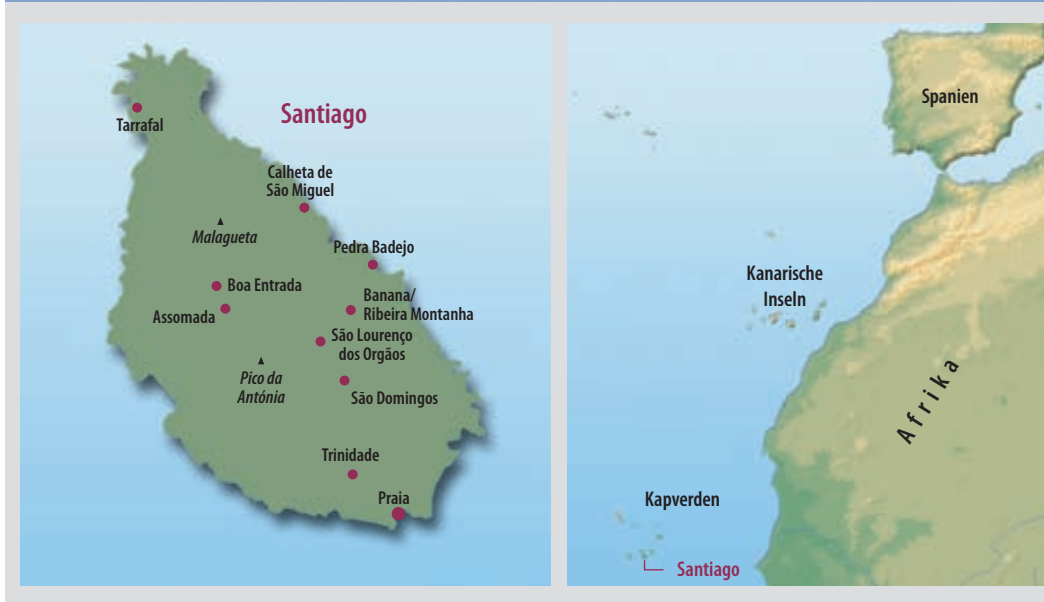 Santiago
Tarrafal
Calheta de
São Miguel
Malagueta
Pedra Badejo
Boa Entrada
Banana/
Ribeira Montanha
Assomada
São Lourenço
dos Orgãos
Pico da
António
São Domingos
Trinidade
Praia
Spanien
Kanarische
Inseln
Afrika
Kapverden
Santiago